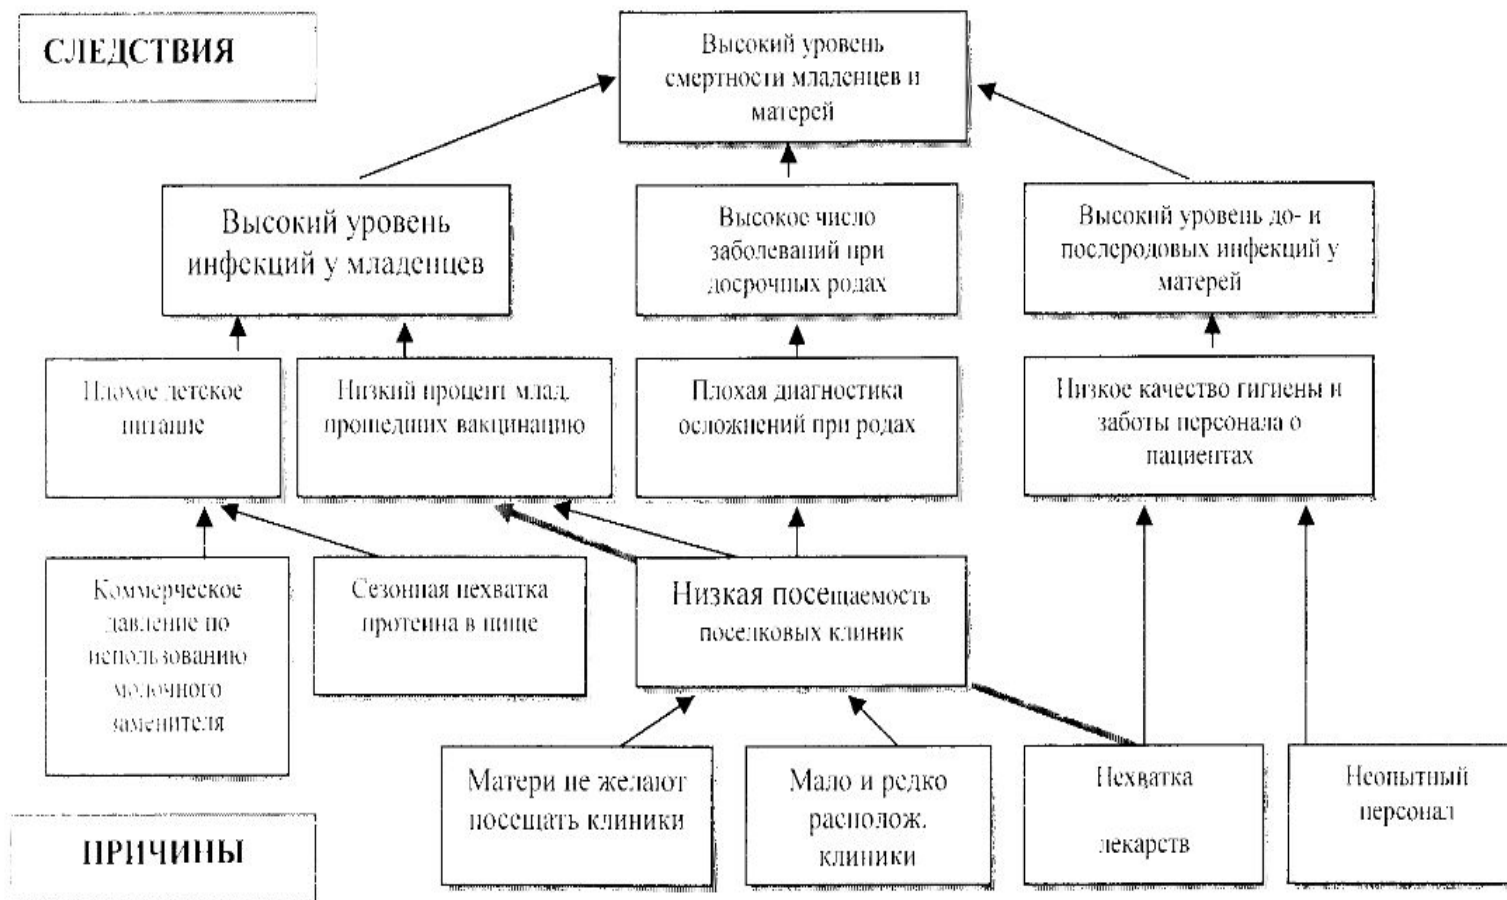 СЛЕДСТВИЯ
Высокий уровень
смертности младенцев и
матерей
Высокий уровень
инфекций у младенцев
Высокое число
заболеваний при
досрочных родах
Высокий уровень до- и
послеродовых инфекций у
матерей
Плохое детское
питание
Низкий процент млад.
прошедших вакцинацию
Плохая диагностика
осложнений при родах
Низкое качество гигиены и
заботы персонала о
пациентах
Коммерческое
давление по
использованию
молочного
заменителя
Сезонная нехватка
протеина в пище
Низкая посещаемость
поселковых клиник
Матери не желают
посещать клиники
Мало и редко
располож.
клиники
Нехватка
лекарств
Неопытный
персонал
ПРИЧИНЫ